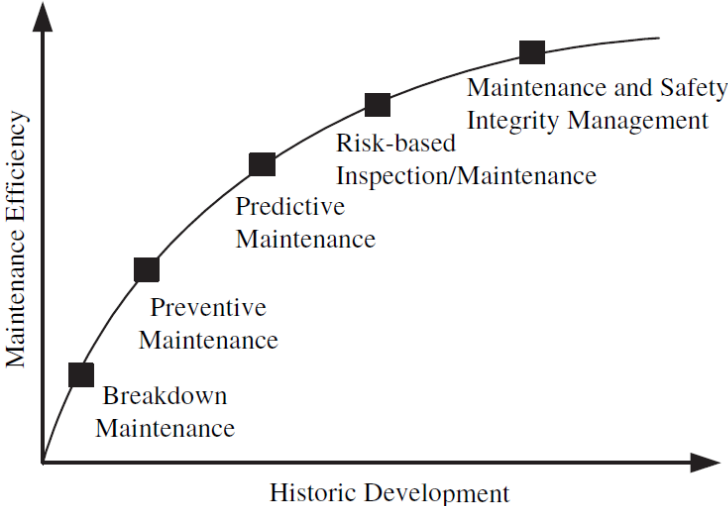 Maintenance Efficiency
Maintenance and Safety
Integrity Management
Risk-based
Inspection/Maintenance
Predictive
Maintenance
Preventive
Maintenance
Breakdown
Maintenance
Historic Development